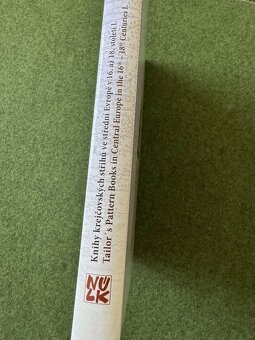 Knihy krejčovských střihů ve střední Evropě v 16. až 18. století I.
Tailor´s Pattern Books in Central Europe in the 16th – 18th Centuries I.